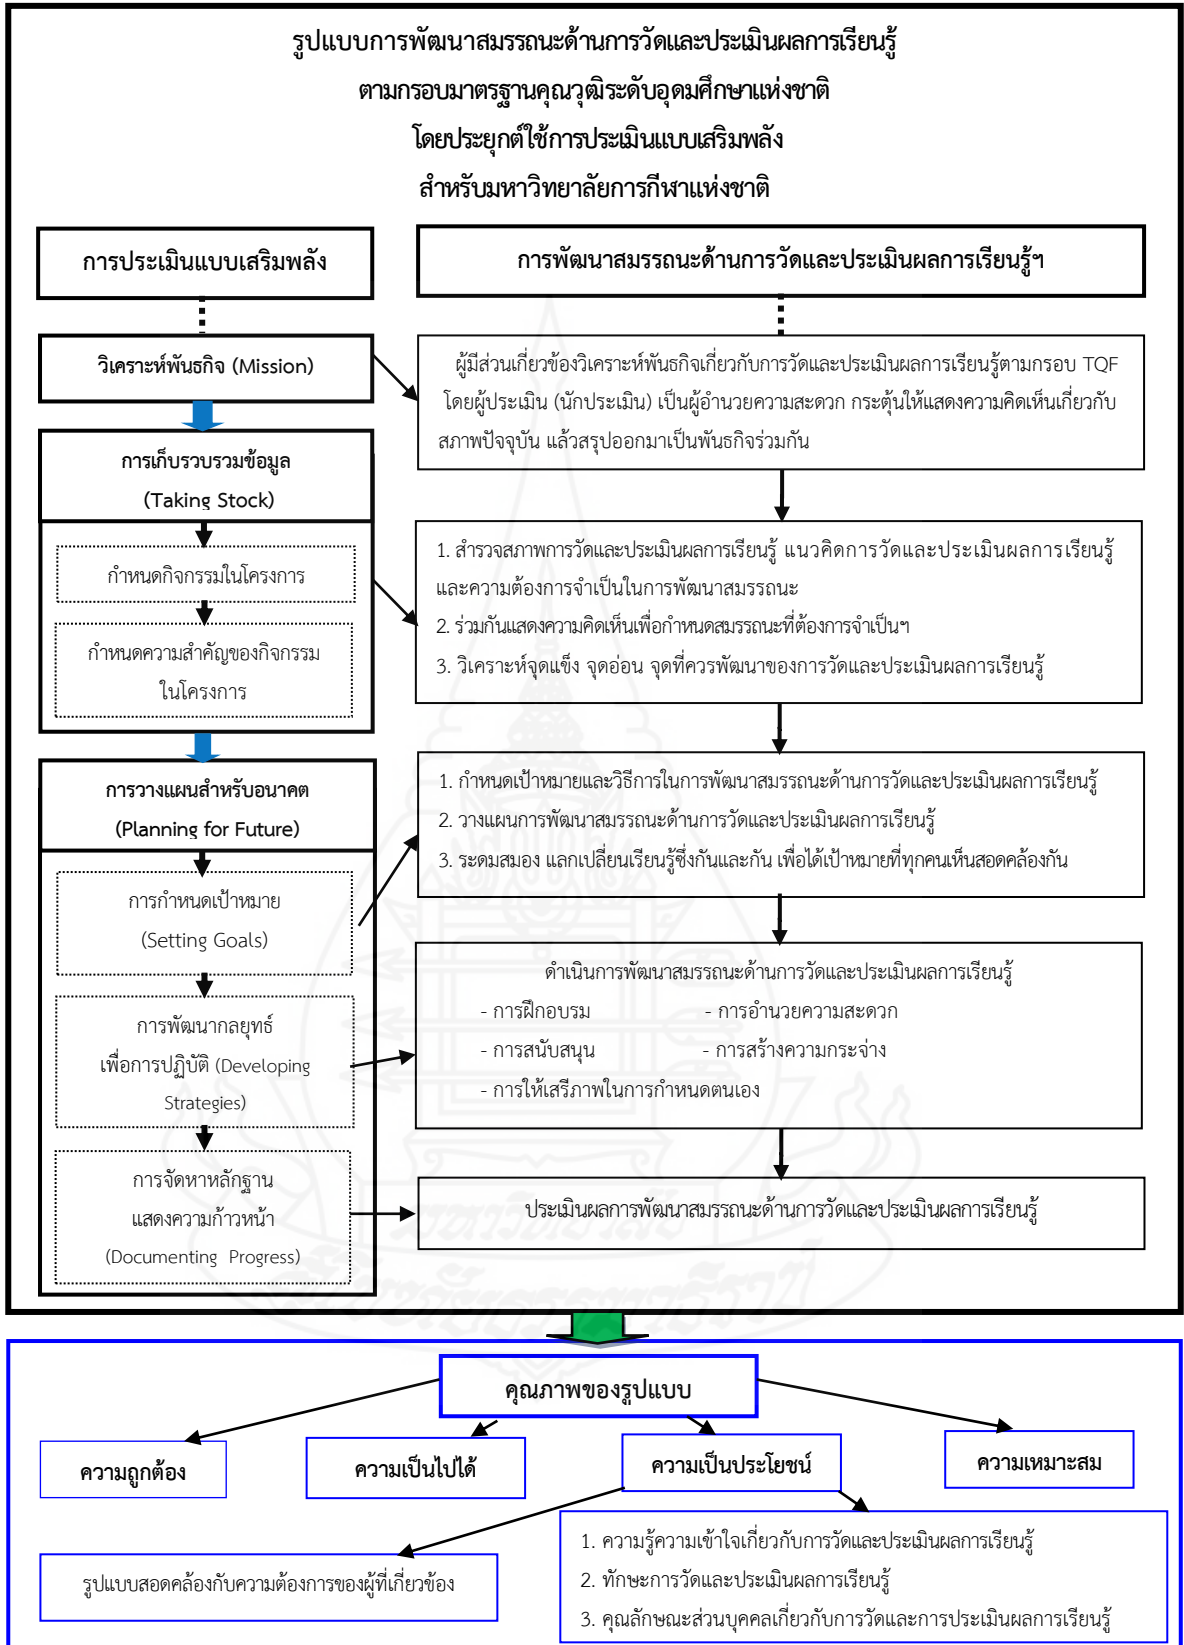 รูปแบบการพัฒนาสมรรถนะด้านการวัดและประเมินผลการเรียนรู้
ตามกรอบมาตรฐานคุณวุฒิระดับอุดมศึกษาแห่งชาติ
โดยประยุกต์ใช้การประเมินแบบเสริมพลัง
สำหรับมหาวิทยาลัยการกีฬาแห่งชาติ
การประเมินแบบเสริมพลัง
การพัฒนาสมรรถนะด้านการวัดและประเมินผลการเรียนรู้ฯ
วิเคราะห์พันธกิจ (Mission)
ผู้มีส่วนเกี่ยวข้องวิเคราะห์พันธกิจเกี่ยวกับการวัดและประเมินผลการเรียนรู้ตามกรอบ TQF
โดยผู้ประเมิน (นักประเมิน) เป็นผู้อำนวยความสะดวก กระตุ้นให้แสดงความคิดเห็นเกี่ยวกับ
สภาพปัจจุบัน แล้วสรุปออกมาเป็นพันธกิจร่วมกัน
การเก็บรวบรวมข้อมูล
(Taking Stock)
กำหนดกิจกรรมในโครงการ
กำหนดความสำคัญของกิจกรรม
ในโครงการ
1. สำรวจสภาพการวัดและประเมินผลการเรียนรู้ แนวคิดการวัดและประเมินผลการเรียนรู้
และความต้องการจำเป็นในการพัฒนาสมรรถนะ
2. ร่วมกันแสดงความคิดเห็นเพื่อกำหนดสมรรถนะที่ต้องการจำเป็นฯ
3. วิเคราะห์จุดแข็ง จุดอ่อน จุดที่ควรพัฒนาของการวัดและประเมินผลการเรียนรู้
การวางแผนสำหรับอนาคต
(Planning for Future)
1. กำหนดเป้าหมายและวิธีการในการพัฒนาสมรรถนะด้านการวัดและประเมินผลการเรียนรู้
2. วางแผนการพัฒนาสมรรถนะด้านการวัดและประเมินผลการเรียนรู้
3. ระดมสมอง แลกเปลี่ยนเรียนรู้ซึ่งกันและกัน เพื่อได้เป้าหมายที่ทุกคนเห็นสอดคล้องกัน
การกำหนดเป้าหมาย
(Setting Goals)
ดำเนินการพัฒนาสมรรถนะด้านการวัดและประเมินผลการเรียนรู้
- การฝึกอบรม - การอำนวยความสะดวก
- การสนับสนุน - การสร้างความกระจ่าง
- การให้เสรีภาพในการกำหนดตนเอง
การพัฒนากลยุทธ์
เพื่อการปฏิบัติ (Developing
Strategies)
การจัดหาหลักฐาน
แสดงความก้าวหน้า
(Documenting Progress)
ประเมินผลการพัฒนาสมรรถนะด้านการวัดและประเมินผลการเรียนรู้
มหาวิทยาลัย
สุโขทัยธรรมาธิราช
คุณภาพของรูปแบบ
ความถูกต้อง
ความเป็นไปได้
ความเป็นประโยชน์
ความเหมาะสม
รูปแบบสอดคล้องกับความต้องการของผู้ที่เกี่ยวข้อง
1. ความรู้ความเข้าใจเกี่ยวกับการวัดและประเมินผลการเรียนรู้
2. ทักษะการวัดและประเมินผลการเรียนรู้
3. คุณลักษณะส่วนบุคคลเกี่ยวกับการวัดและการประเมินผลการเรียนรู้